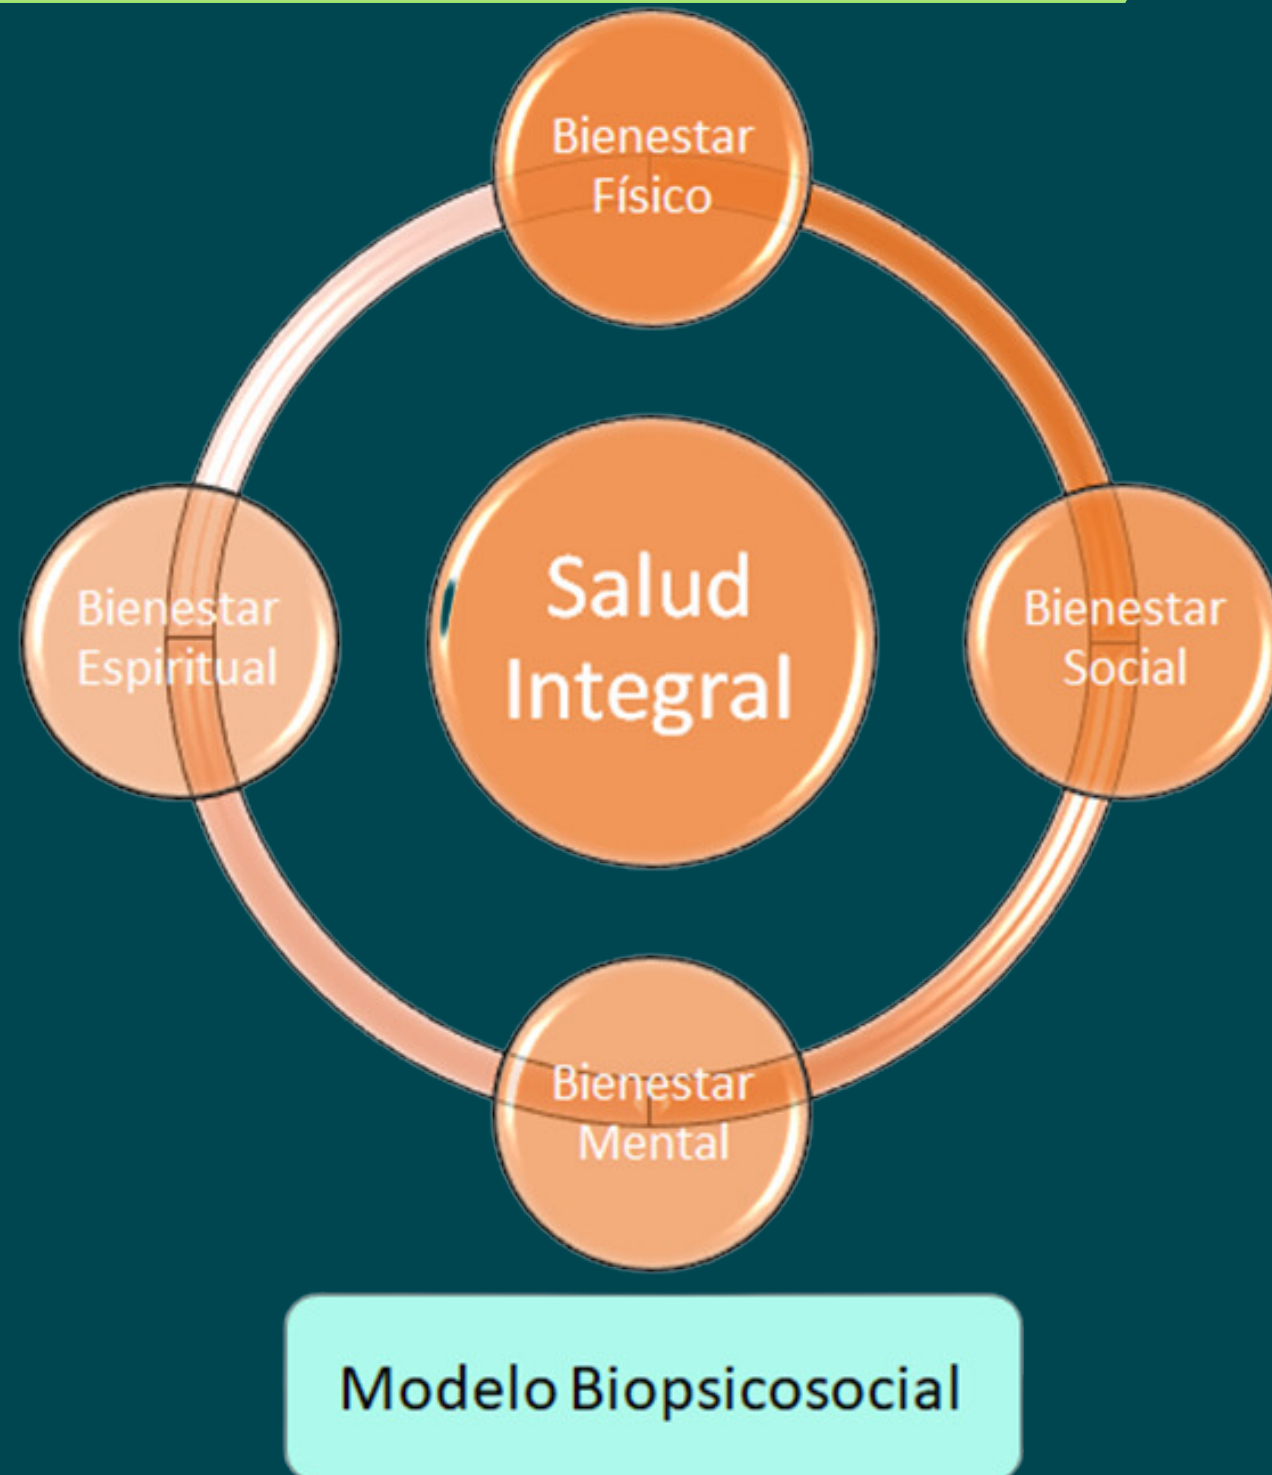 Bienestar
Físico
Bienestar
Espiritual
Salud
Integral
Bienestar
Social
Bienestar
Mental
Modelo Biopsicosocial